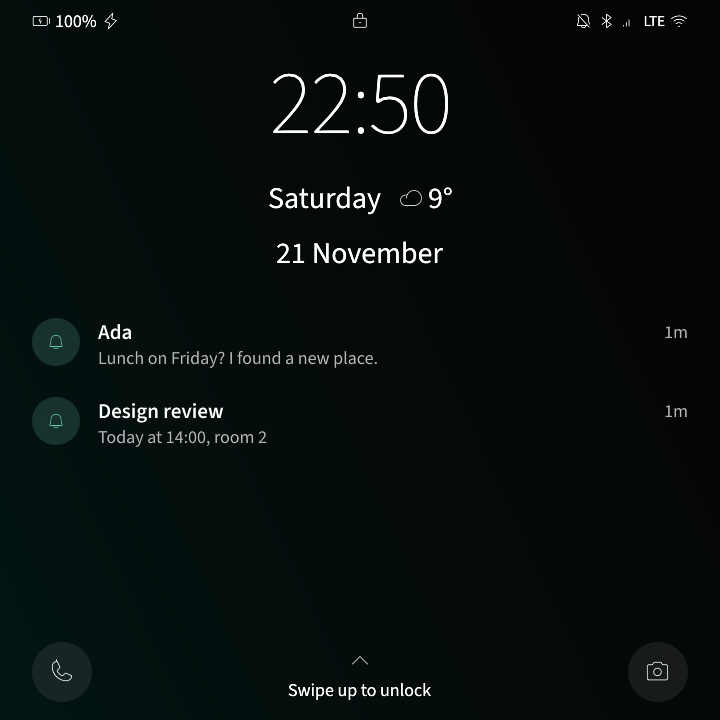 100% LTE
22:50
Saturday 9°
21 November
Ada 1m
Lunch on Friday? I found a new place.
Design review 1m
Today at 14:00, room 2
Swipe up to unlock